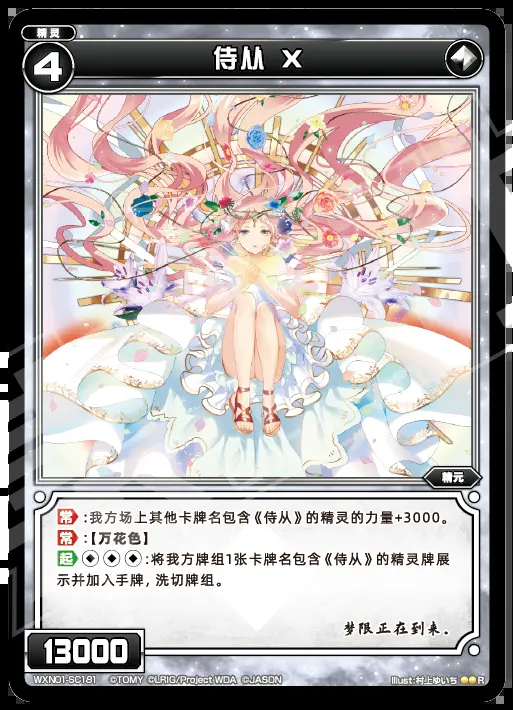 精灵
4
侍从 X
精元
常:我方场上其他卡牌名包含《侍从》的精灵的力量+3000。
常:【万花色】
起◆◆◆:将我方牌组1张卡牌名包含《侍从》的精灵牌展
示并加入手牌, 洗切牌组。
梦限正在到来.
13000
WXN01-SC181 ©TOMY ©LRIG/Project WDA ©JASON Illust:村上ゆいち R